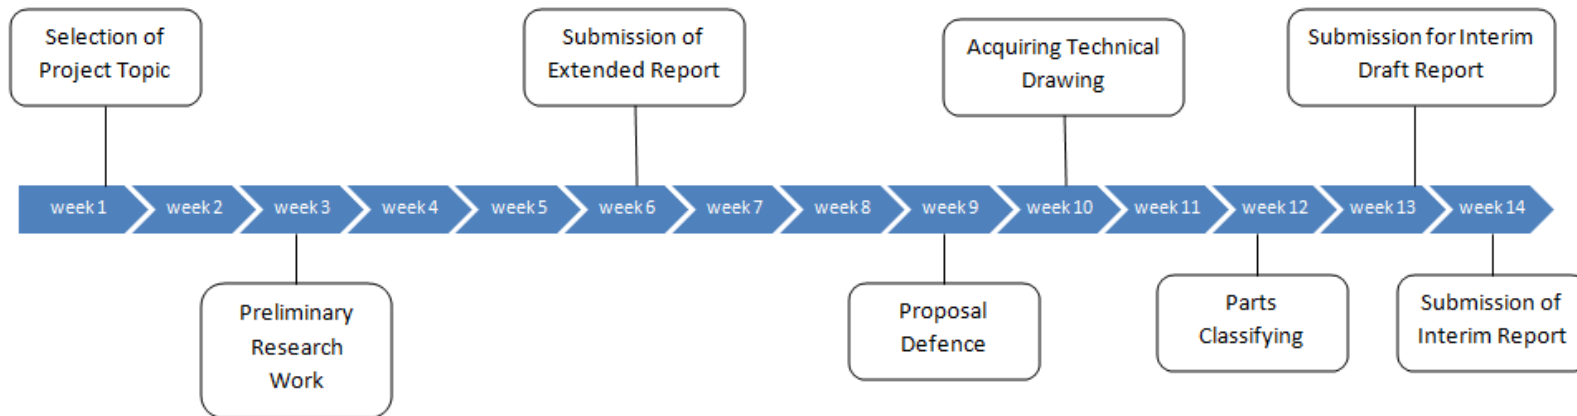 Selection of
Project Topic
Submission of
Extended Report
Acquiring Technical
Drawing
Submission for Interim
Draft Report
week 1
week 2
week 3
week 4
week 5
week 6
week 7
week 8
week 9
week 10
week 11
week 12
week 13
week 14
Preliminary
Research
Work
Proposal
Defence
Parts
Classifying
Submission of
Interim Report